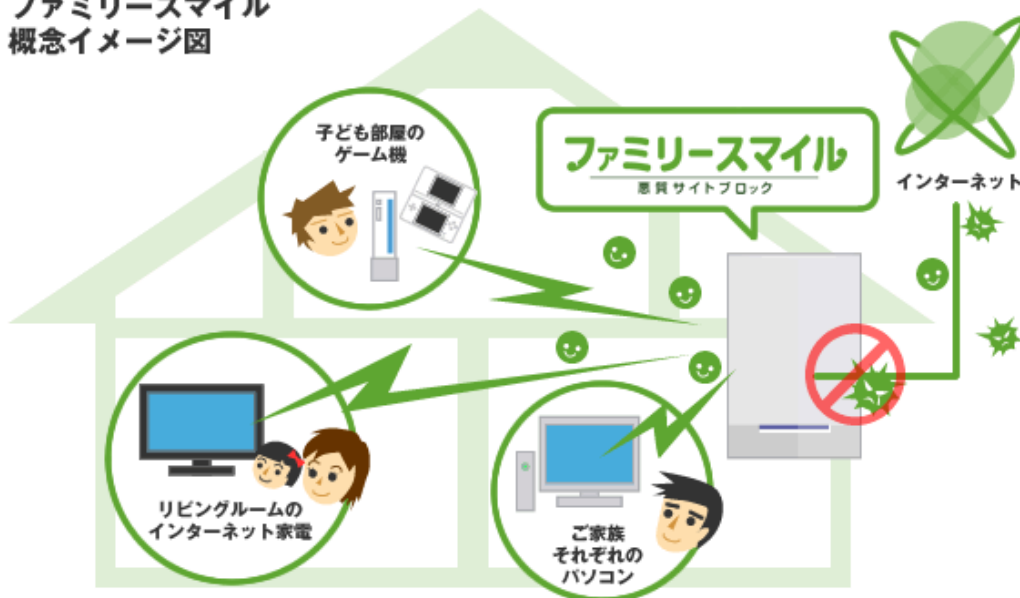 ファミリースマイル
概念イメージ図
子ども部屋の
ゲーム機
ファミリースマイル
悪質サイトブロック
インターネット
リビングルームの
インターネット家電
ご家族
それぞれの
パソコン